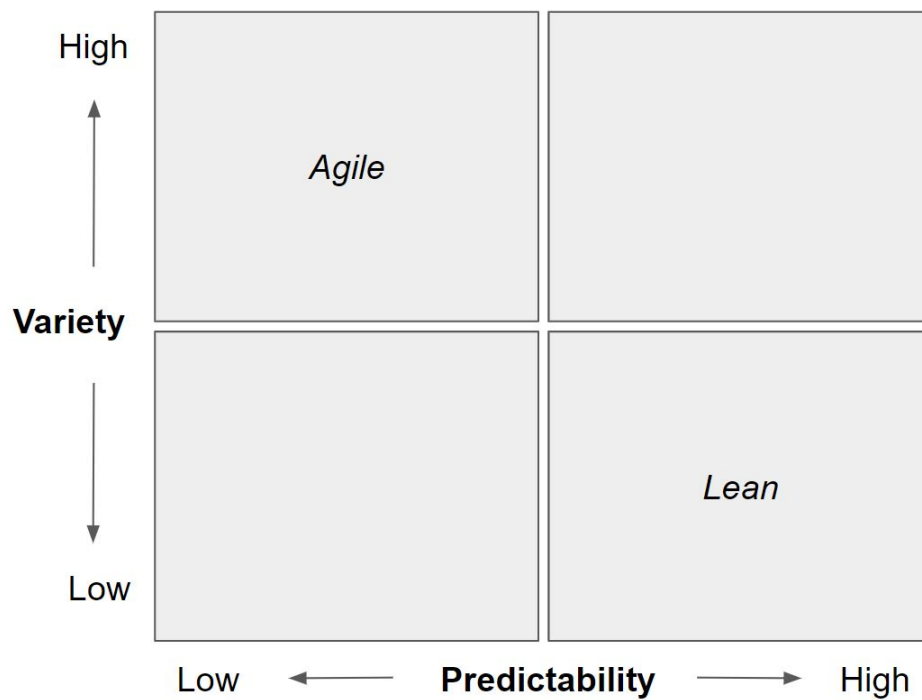 High
Agile
Variety
Lean
Low
Low Predictability High